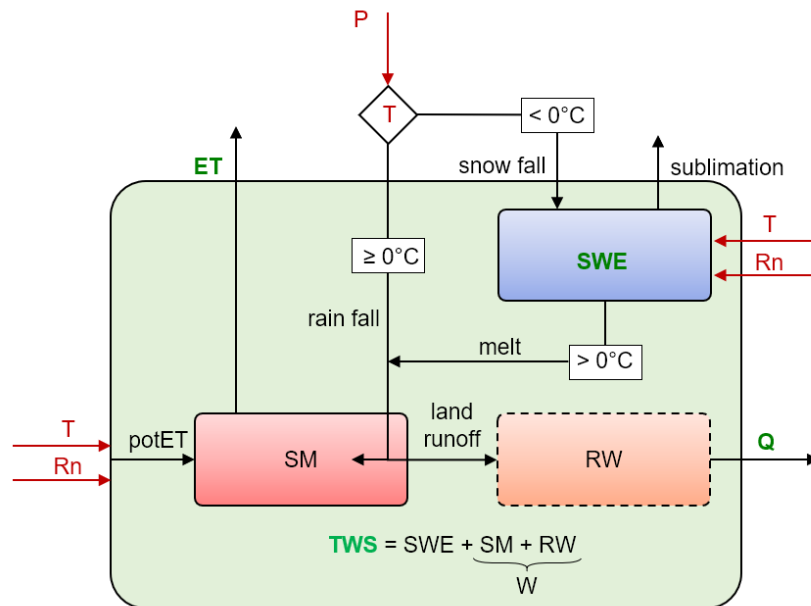 P
T
< 0°C
snow fall
sublimation
ET
T
≥ 0°C
SWE
Rn
rain fall
melt
> 0°C
land
runoff
T
potET
SM
RW
Q
Rn
TWS = SWE + SM + RW
W